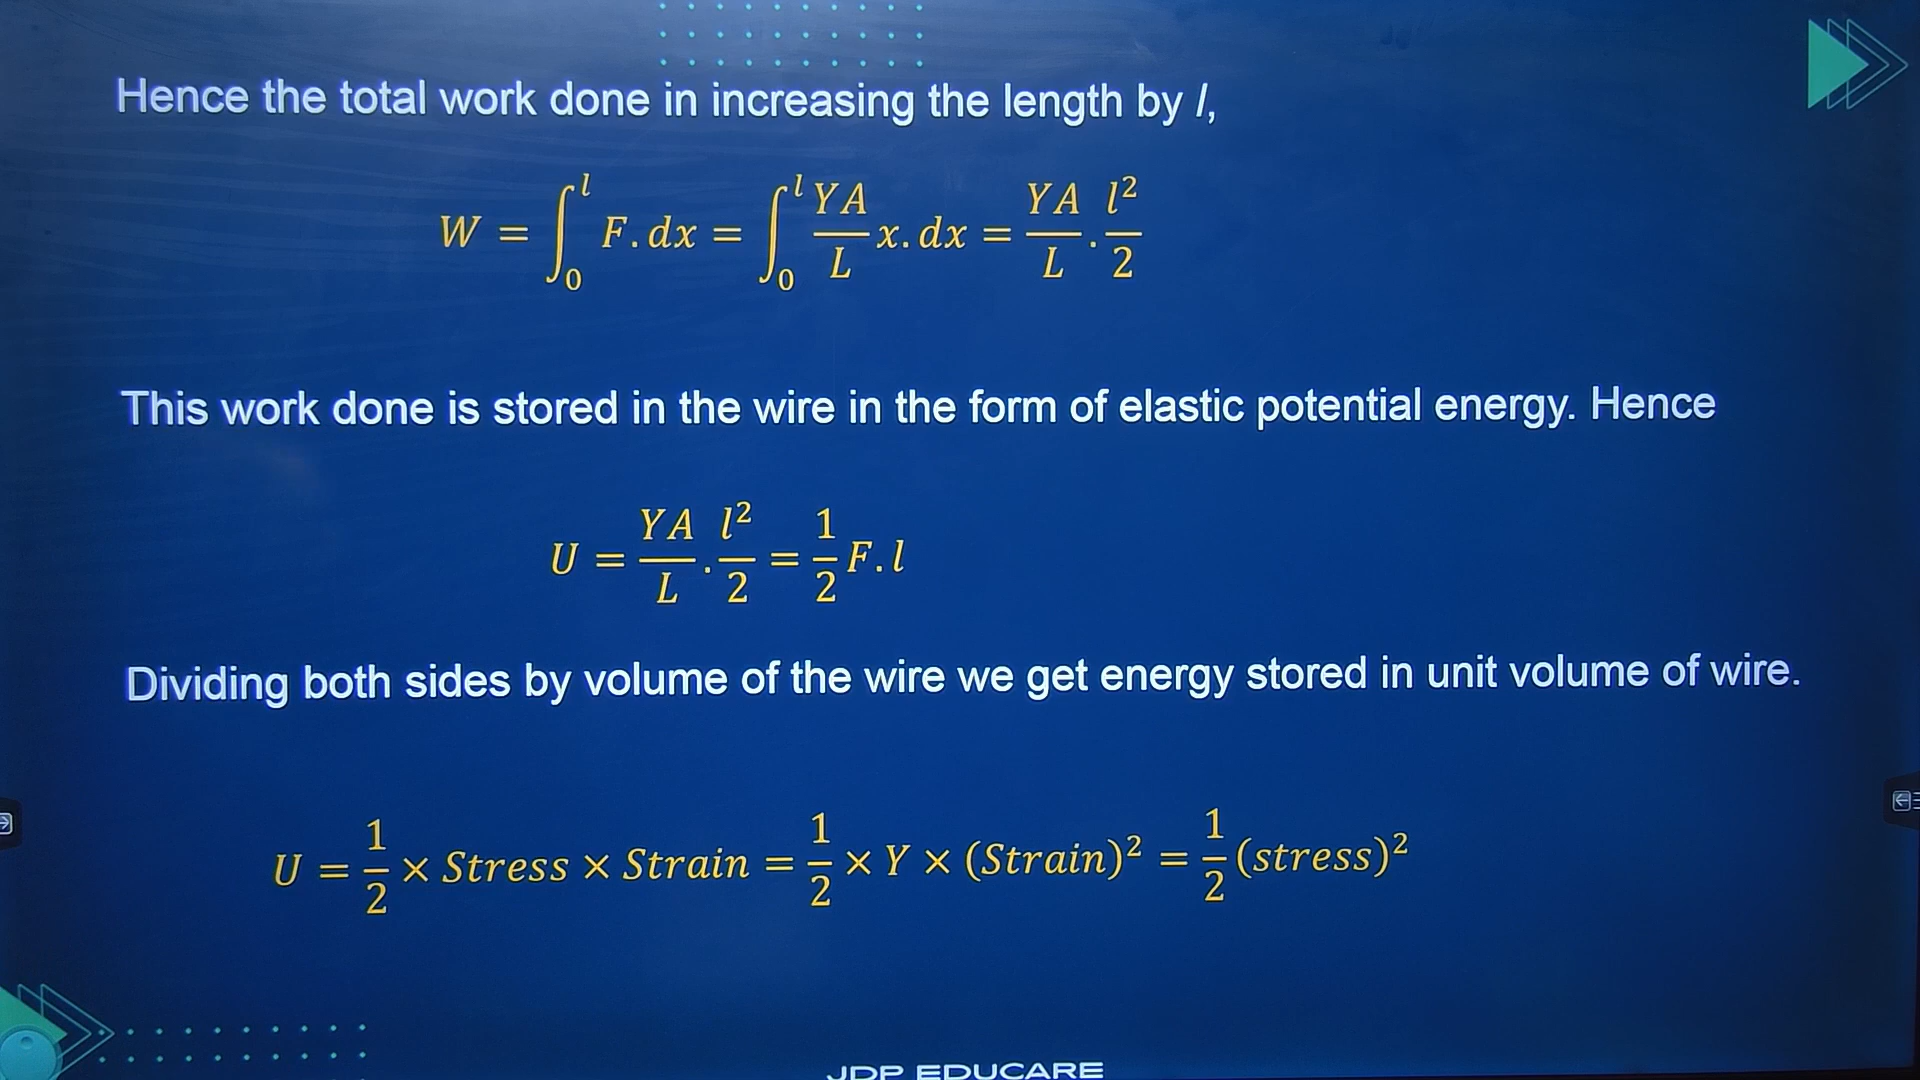 Hence the total work done in increasing the length by l,
W = ∫₀ˡ F.dx = ∫₀ˡ YA/L x.dx = YA/L . l²/2
This work done is stored in the wire in the form of elastic potential energy. Hence
U = YA/L . l²/2 = 1/2 F.l
Dividing both sides by volume of the wire we get energy stored in unit volume of wire.
U = 1/2 × Stress × Strain = 1/2 × Y × (Strain)² = 1/2 (stress)²
JDP EDUCARE